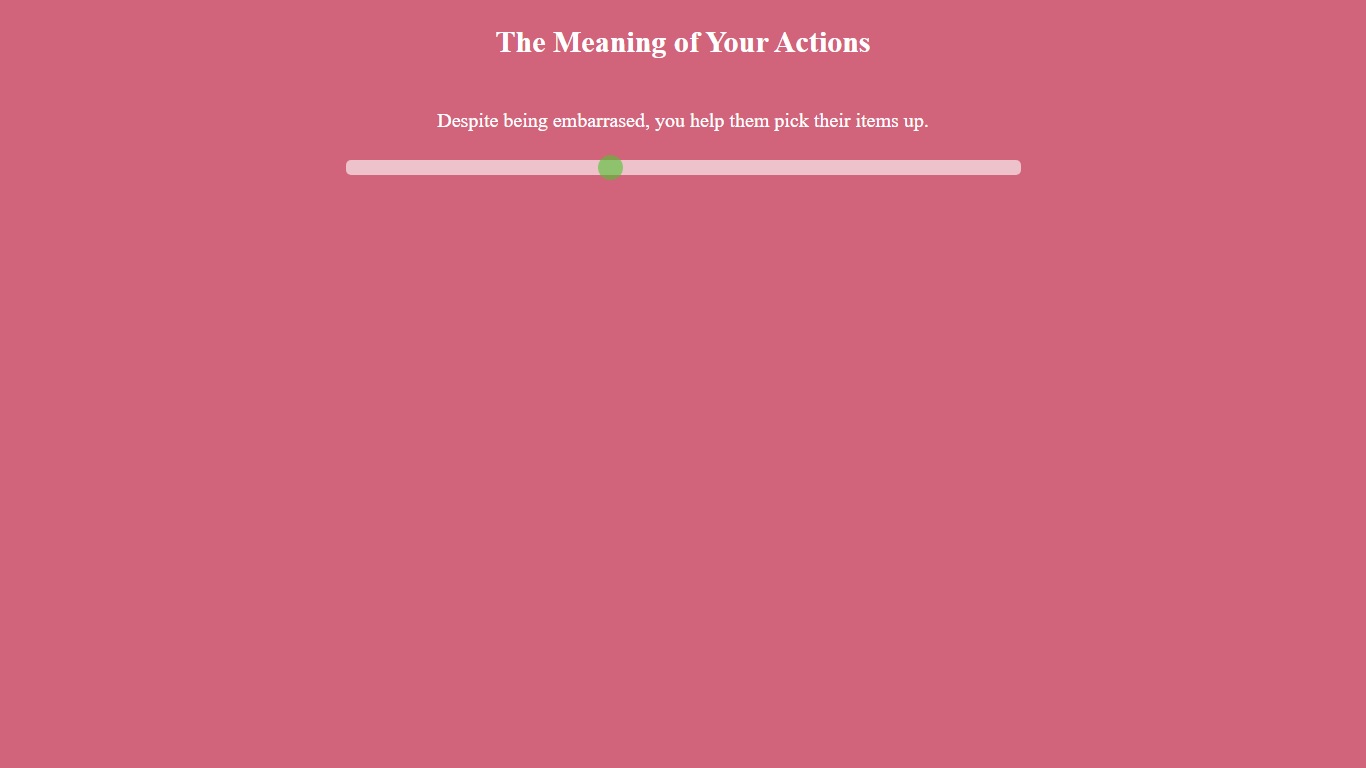 The Meaning of Your Actions
Despite being embarrased, you help them pick their items up.